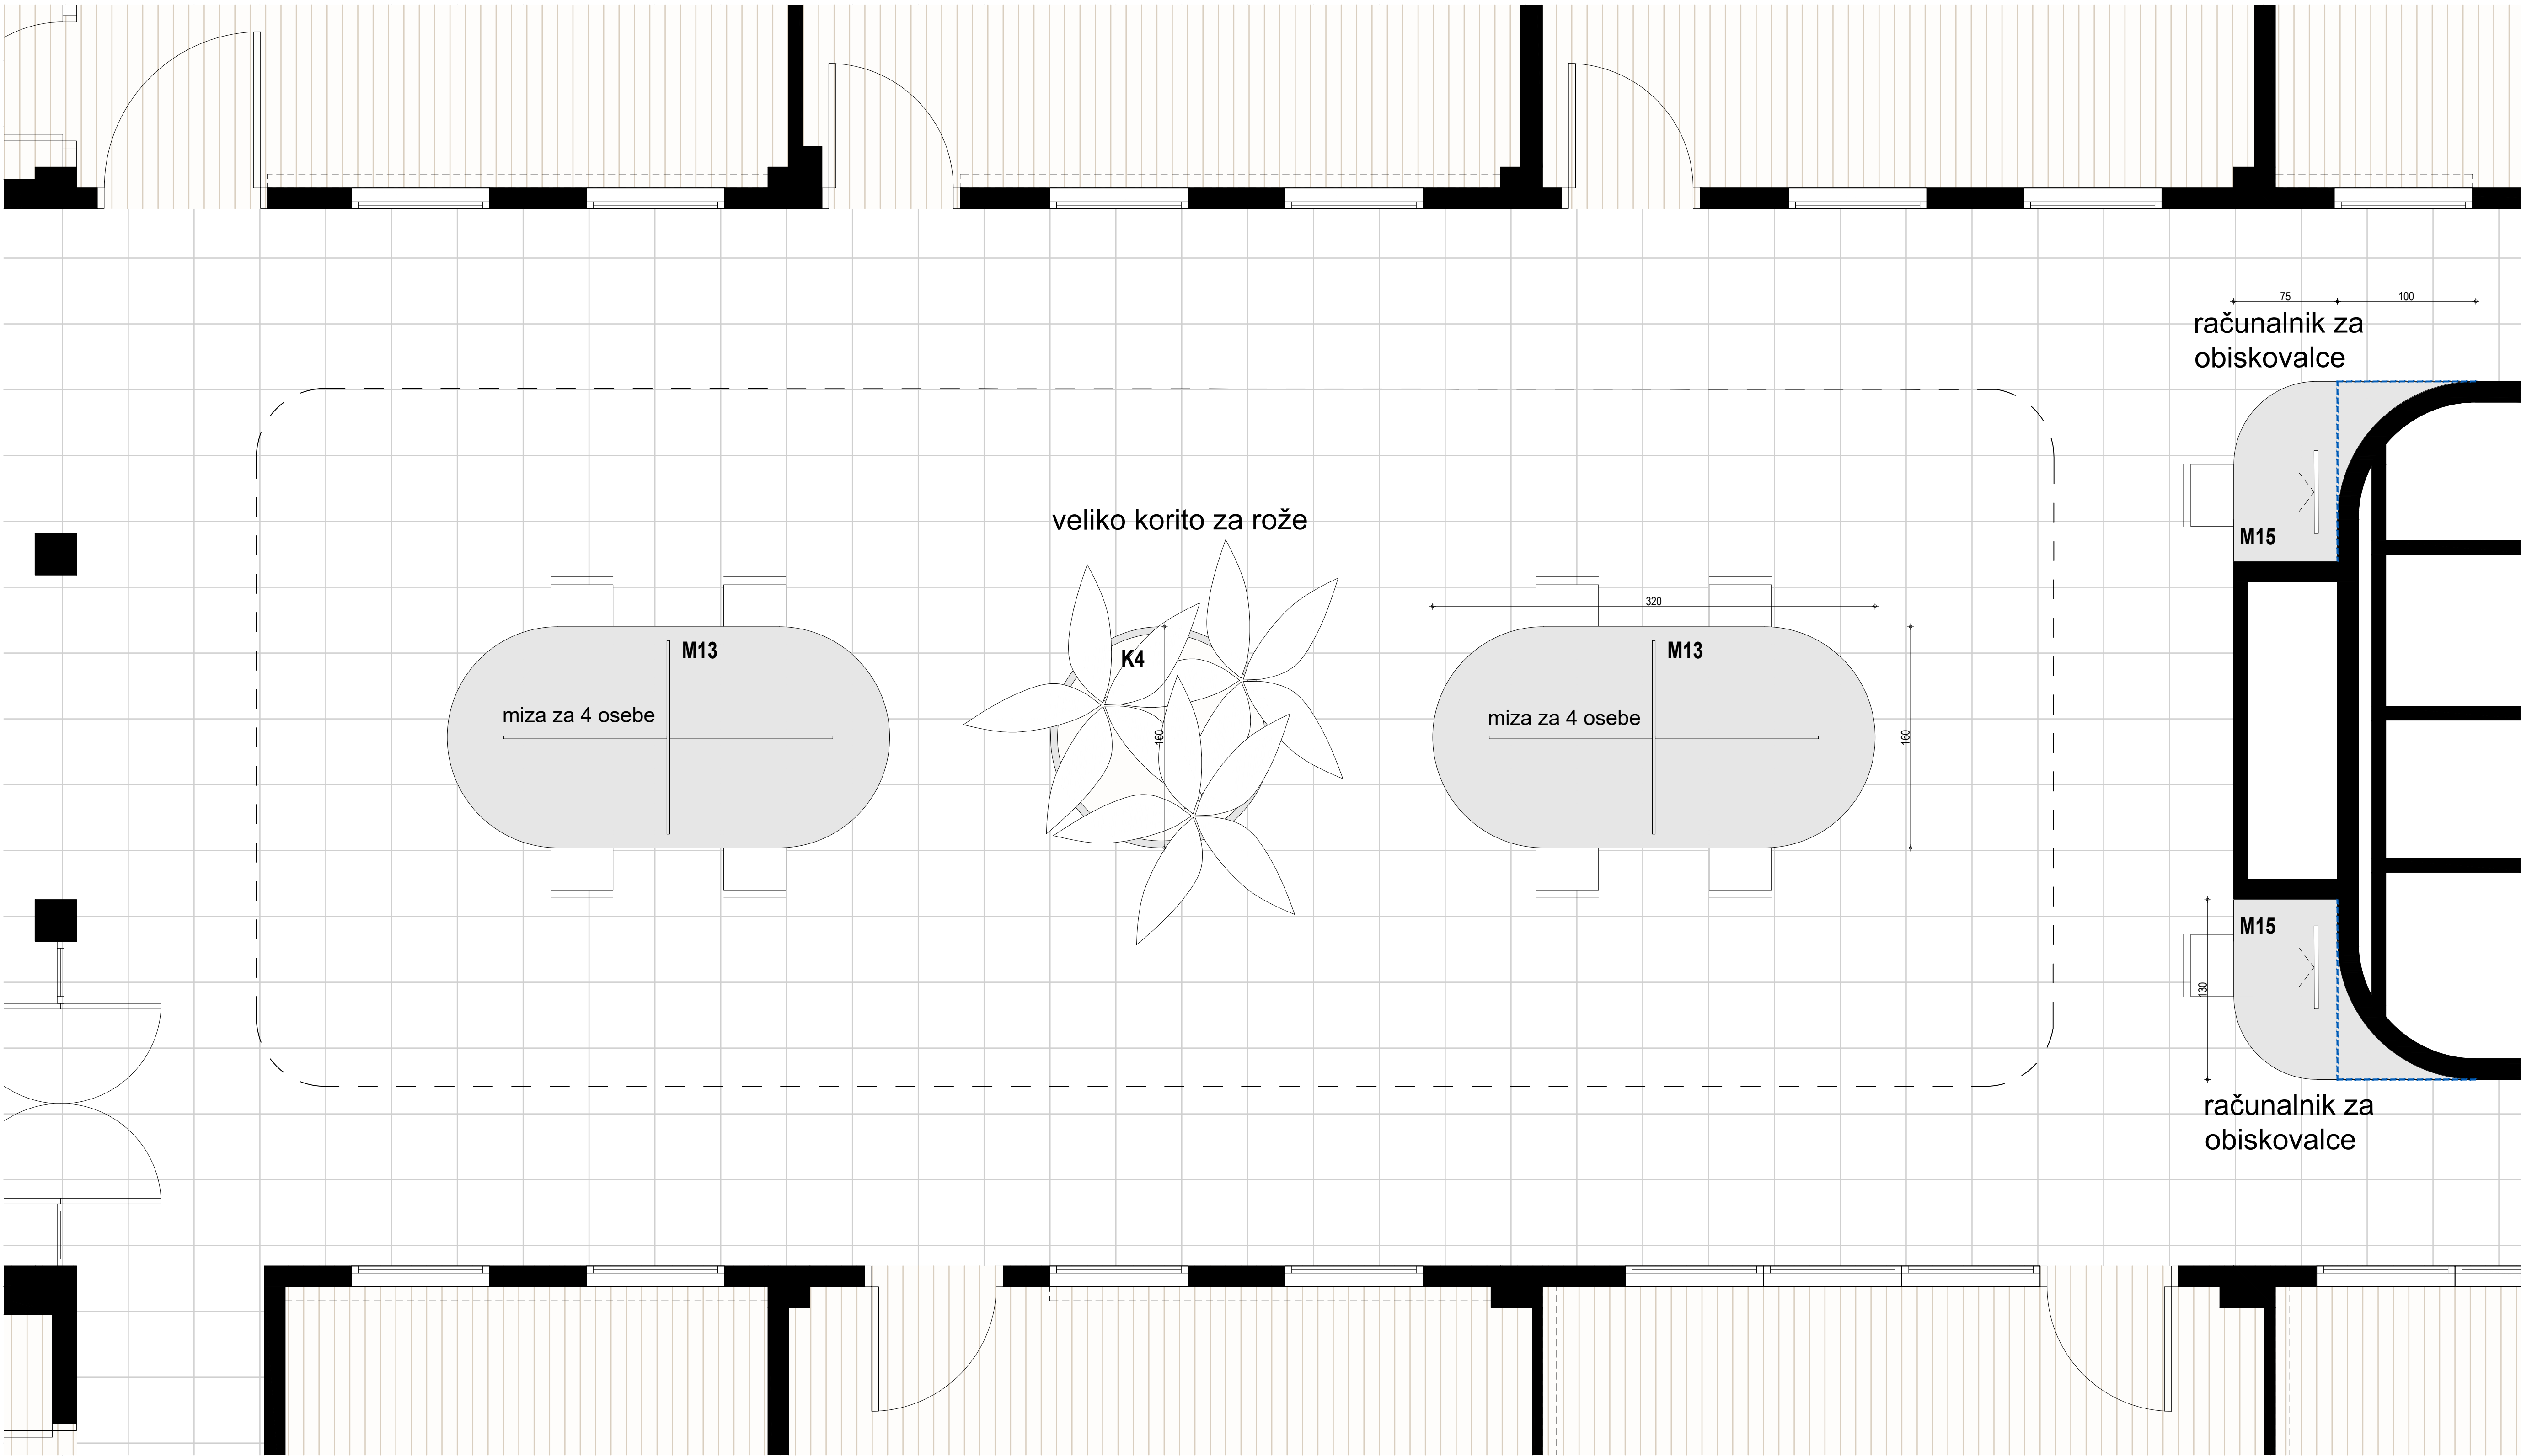 75
100
računalnik za
obiskovalce
veliko korito za rože
M15
320
M13
K4
M13
miza za 4 osebe
miza za 4 osebe
160
160
M15
130
računalnik za
obiskovalce